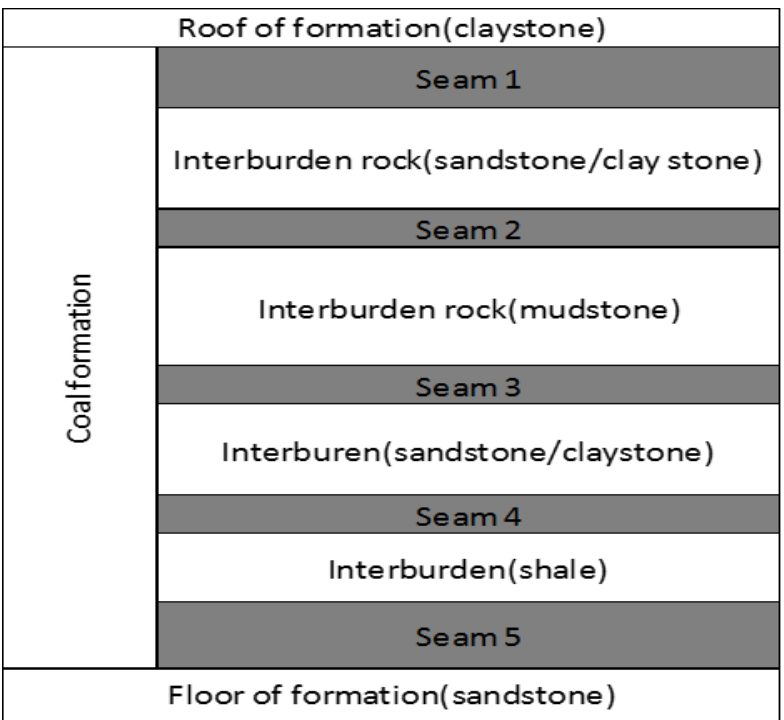 Roof of formation(claystone)
Seam 1
Interburden rock(sandstone/clay stone)
Seam 2
Interburden rock(mudstone)
Coal formation
Seam 3
Interburen(sandstone/claystone)
Seam 4
Interburden(shale)
Seam 5
Floor of formation(sandstone)